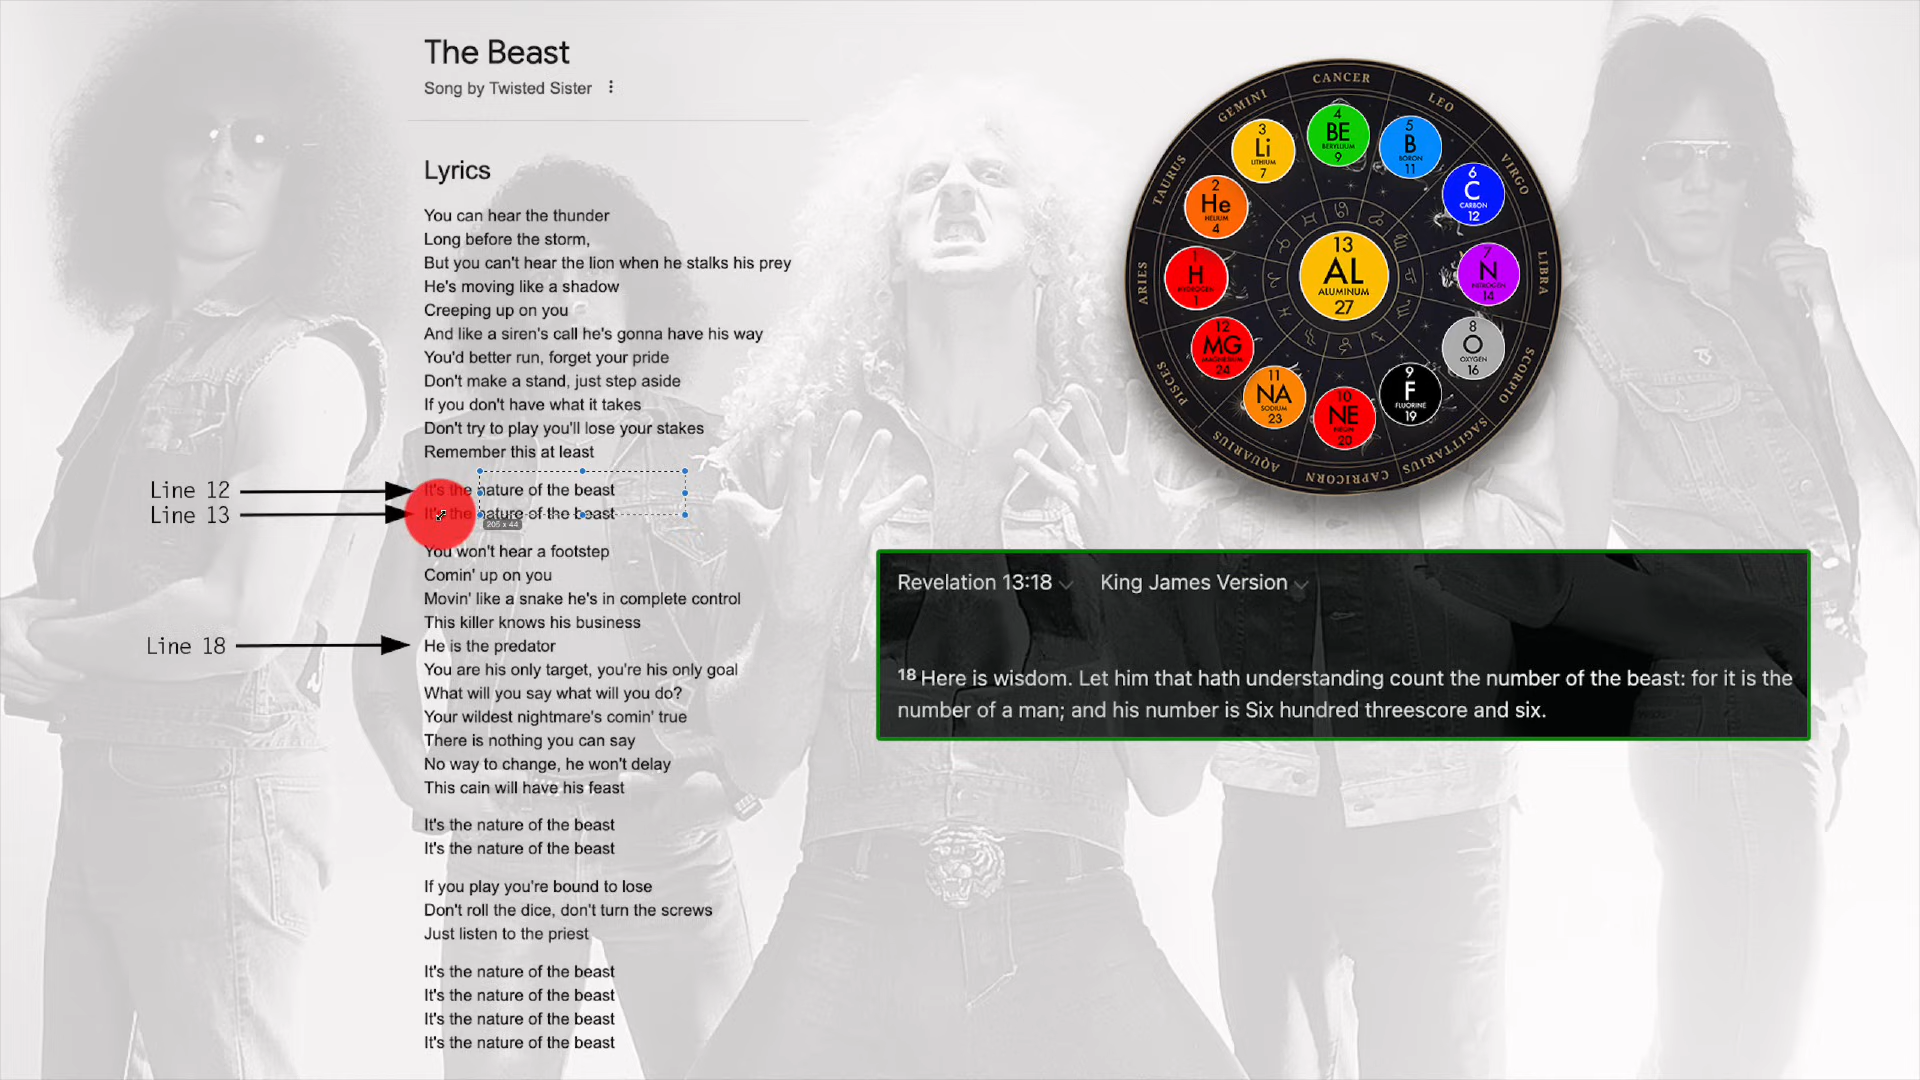 The Beast
Song by Twisted Sister
Lyrics
You can hear the thunder
Long before the storm,
But you can't hear the lion when he stalks his prey
He's moving like a shadow
Creeping up on you
And like a siren's call he's gonna have his way
You'd better run, forget your pride
Don't make a stand, just step aside
If you don't have what it takes
Don't try to play you'll lose your stakes
Remember this at least
Line 12
It's the nature of the beast
Line 13
It's the nature of the beast
205 x 44
You won't hear a footstep
Comin' up on you
Movin' like a snake he's in complete control
This killer knows his business
Line 18
He is the predator
You are his only target, you're his only goal
What will you say what will you do?
Your wildest nightmare's comin' true
There is nothing you can say
No way to change, he won't delay
This cain will have his feast
It's the nature of the beast
It's the nature of the beast
If you play you're bound to lose
Don't roll the dice, don't turn the screws
Just listen to the priest
It's the nature of the beast
It's the nature of the beast
It's the nature of the beast
It's the nature of the beast
CANCER
LEO
VIRGO
LIBRA
SCORPIO
SAGITTARIUS
CAPRICORN
AQUARIUS
PISCES
ARIES
TAURUS
GEMINI
4
BE
BERYLLIUM
9
5
B
BORON
11
6
C
CARBON
12
7
N
NITROGEN
14
8
O
OXYGEN
16
9
F
FLUORINE
19
10
NE
NEON
20
11
NA
SODIUM
23
12
MG
MAGNESIUM
24
1
H
HYDROGEN
1
2
He
HELIUM
4
3
Li
LITHIUM
7
13
AL
ALUMINUM
27
Revelation 13:18 King James Version
18 Here is wisdom. Let him that hath understanding count the number of the beast: for it is the
number of a man; and his number is Six hundred threescore and six.